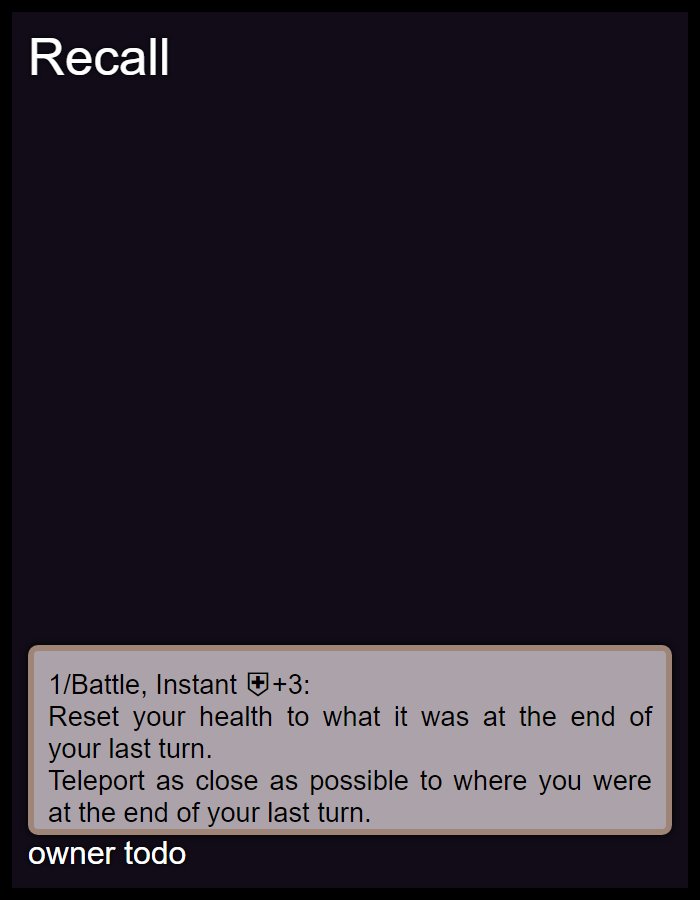 Recall
1/Battle, Instant ⛨+3:
Reset your health to what it was at the end of
your last turn.
Teleport as close as possible to where you were
at the end of your last turn.
owner todo